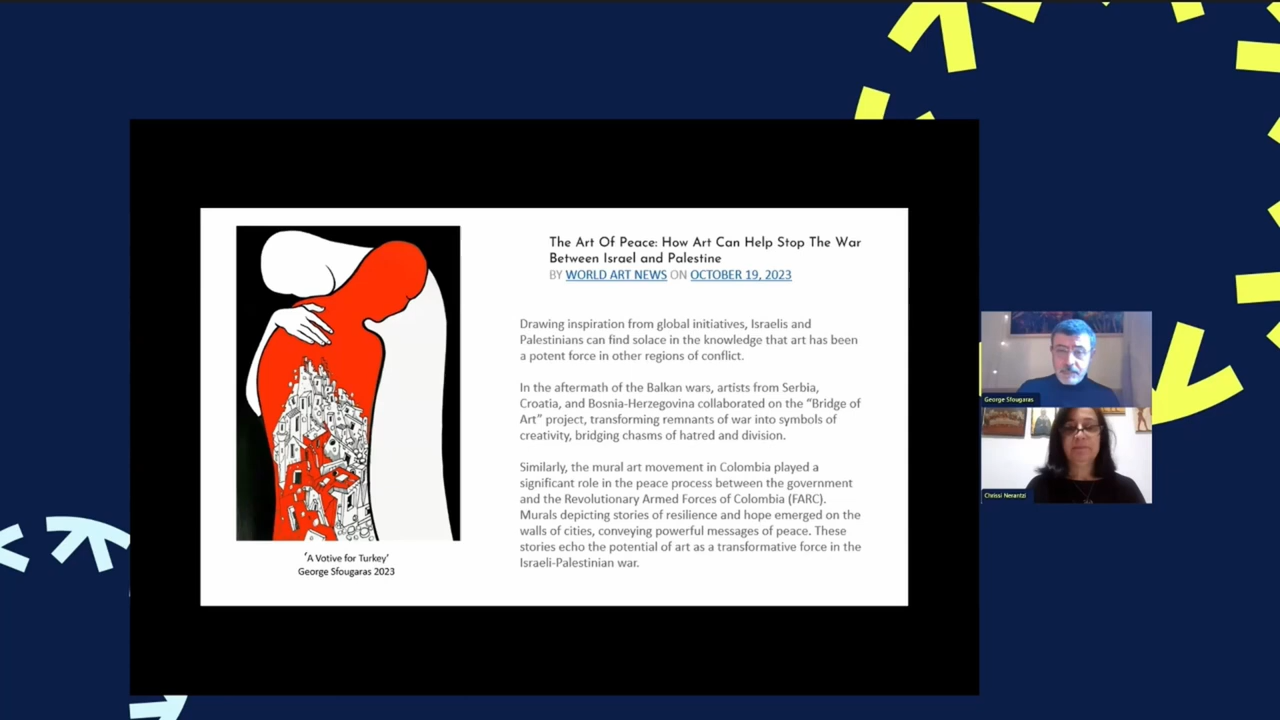 The Art Of Peace: How Art Can Help Stop The War
Between Israel and Palestine
BY WORLD ART NEWS ON OCTOBER 19, 2023
Drawing inspiration from global initiatives, Israelis and
Palestinians can find solace in the knowledge that art has been
a potent force in other regions of conflict.
In the aftermath of the Balkan wars, artists from Serbia,
Croatia, and Bosnia-Herzegovina collaborated on the “Bridge of
Art” project, transforming remnants of war into symbols of
creativity, bridging chasms of hatred and division.
Similarly, the mural art movement in Colombia played a
significant role in the peace process between the government
and the Revolutionary Armed Forces of Colombia (FARC).
Murals depicting stories of resilience and hope emerged on the
walls of cities, conveying powerful messages of peace. These
stories echo the potential of art as a transformative force in the
Israeli-Palestinian war.
‘A Votive for Turkey’
George Sfougaras 2023
George Sfougaras
Chrissi Nerantzi